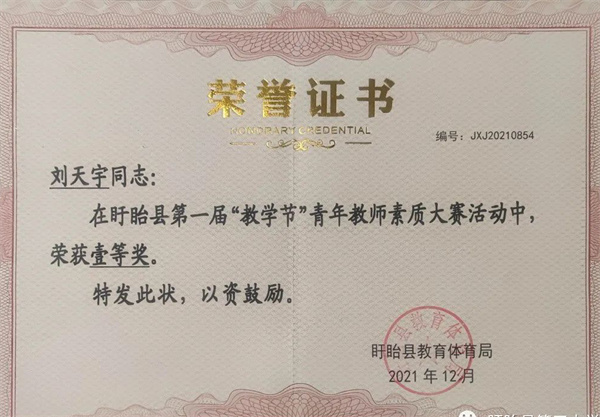 荣誉证书
HONORARY CREDENTIAL
编号：JXJ20210854
刘天宇同志：
在盱眙县第一届“教学节”青年教师素质大赛活动中，
荣获壹等奖。
特发此状，以资鼓励。
盱眙县教育体育局
2021年12月